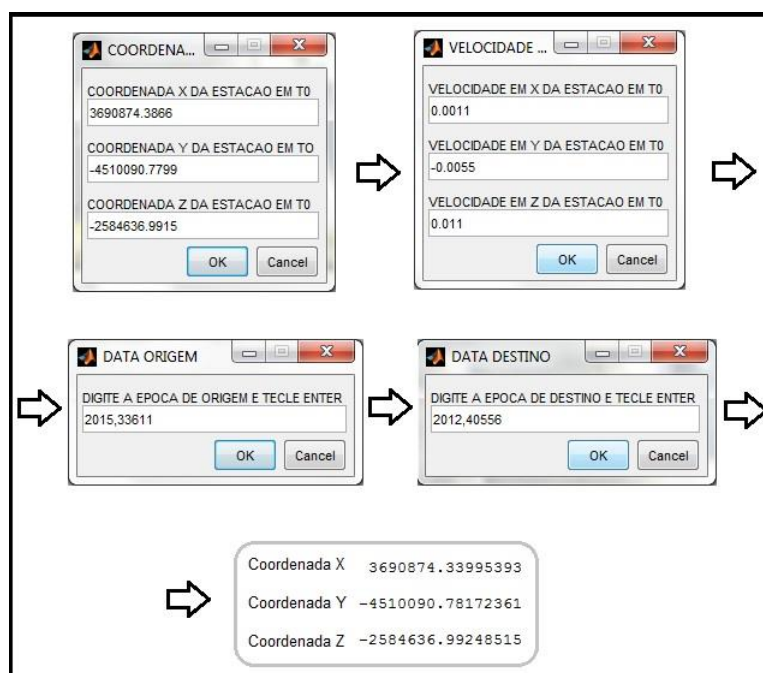 COORDENA...
COORDENADA X DA ESTACAO EM T0
3690874.3866
COORDENADA Y DA ESTACAO EM TO
-4510090.7799
COORDENADA Z DA ESTACAO EM T0
-2584636.9915
OK Cancel
VELOCIDADE ...
VELOCIDADE EM X DA ESTACAO EM T0
0.0011
VELOCIDADE EM Y DA ESTACAO EM T0
-0.0055
VELOCIDADE EM Z DA ESTACAO EM T0
0.011
OK Cancel
DATA ORIGEM
DIGITE A EPOCA DE ORIGEM E TECLE ENTER
2015,33611
OK Cancel
DATA DESTINO
DIGITE A EPOCA DE DESTINO E TECLE ENTER
2012,40556
OK Cancel
Coordenada X 3690874.33995393
Coordenada Y -4510090.78172361
Coordenada Z -2584636.99248515